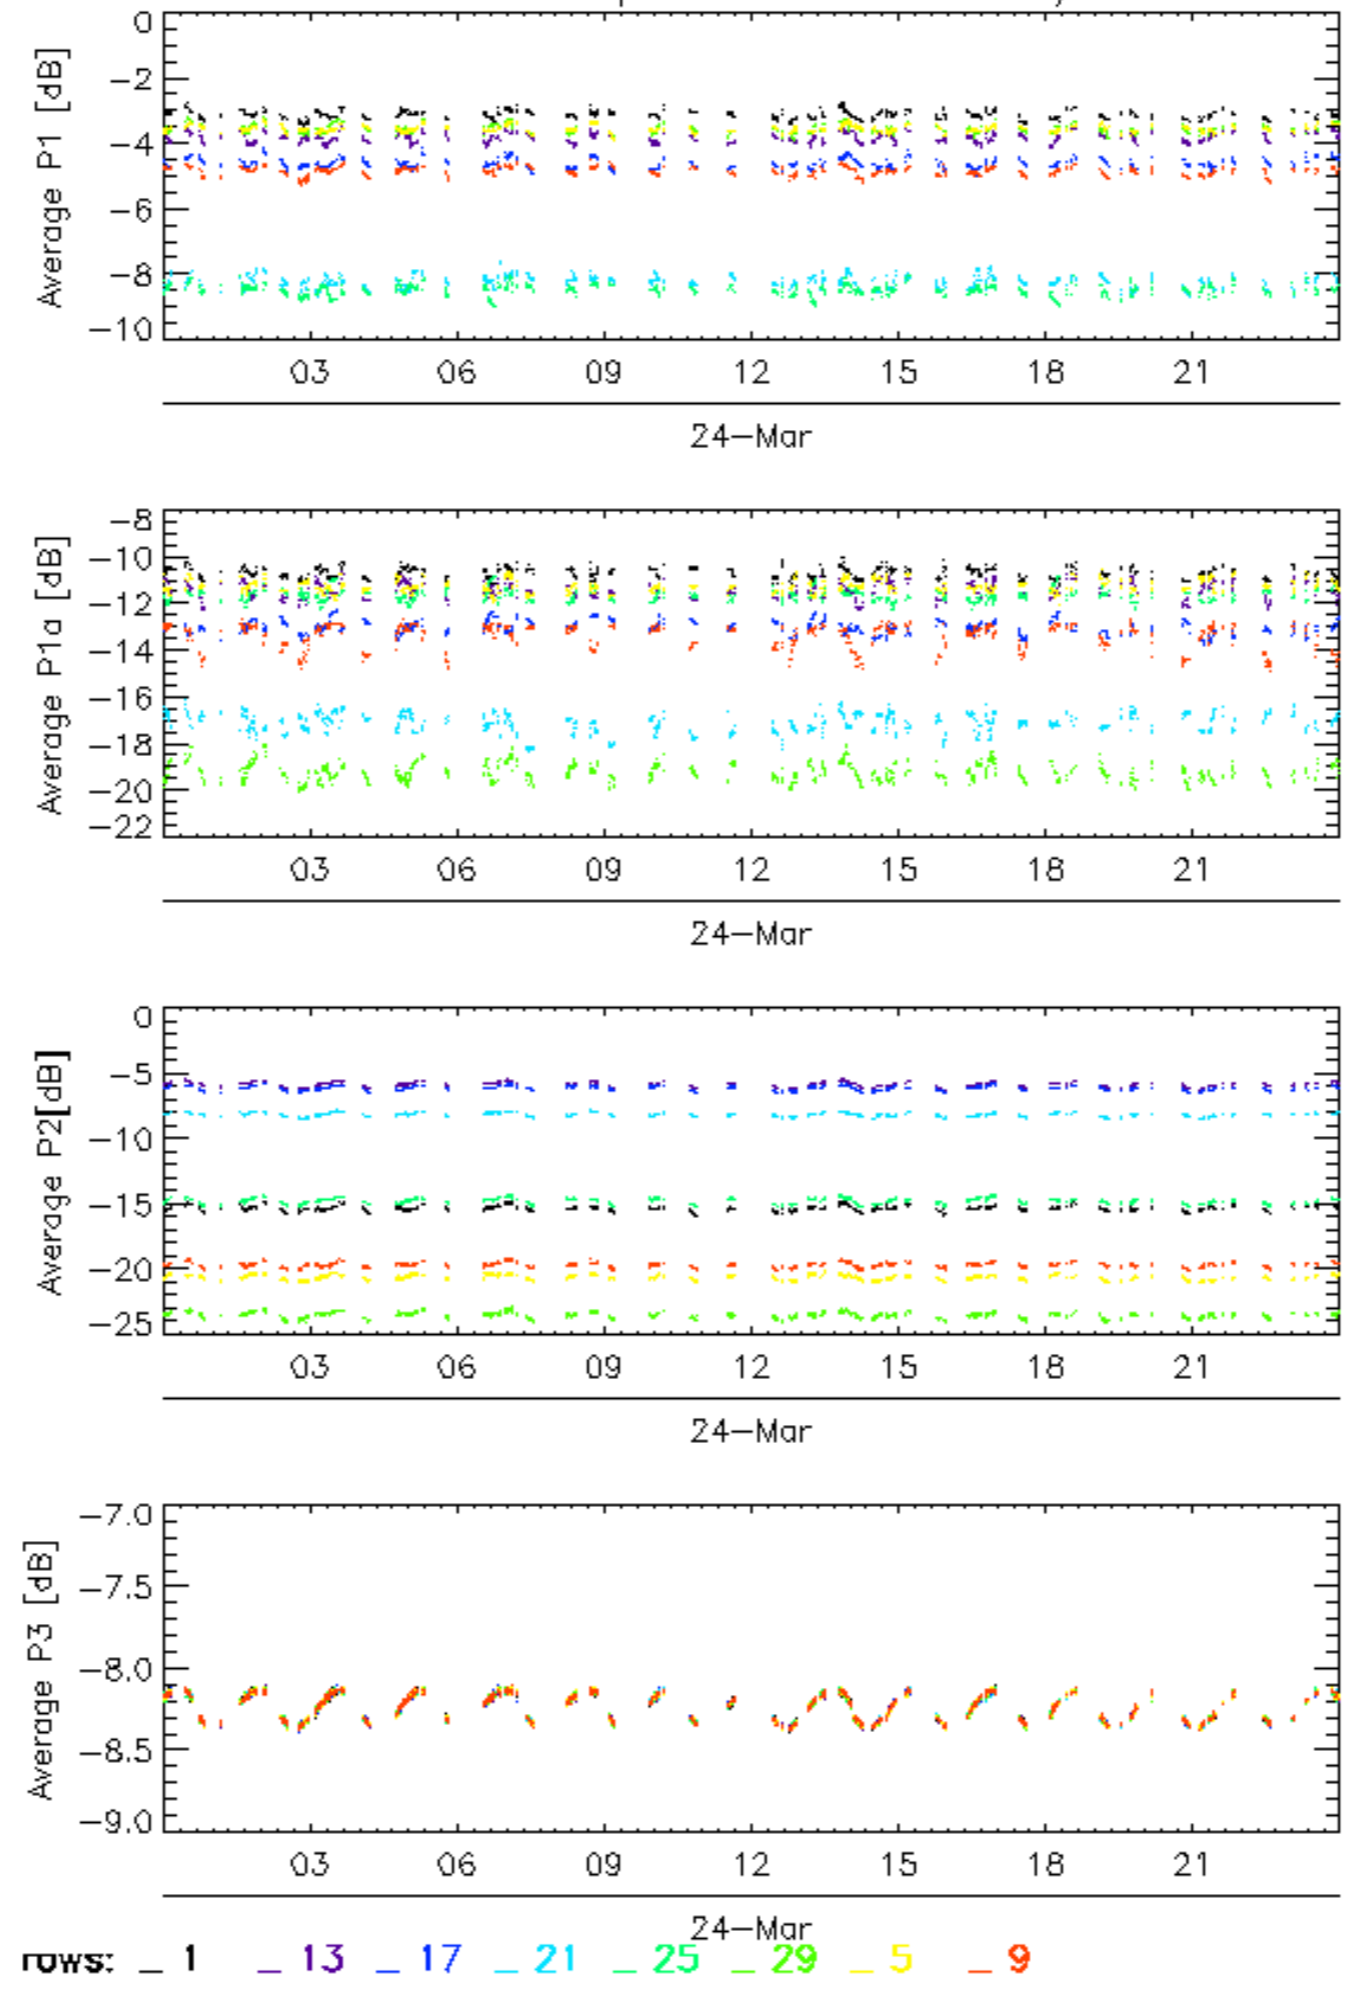 0
−2
−4
−6
−8
−10
Average P1 [dB]
03 06 09 12 15 18 21
24−Mar
−8
−10
−12
−14
−16
−18
−20
−22
Average P1a [dB]
03 06 09 12 15 18 21
24−Mar
0
−5
−10
−15
−20
−25
Average P2[dB]
03 06 09 12 15 18 21
24−Mar
−7.0
−7.5
−8.0
−8.5
−9.0
Average P3 [dB]
03 06 09 12 15 18 21
24−Mar
rows: _ 1 _ 13 _ 17 _ 21 _ 25 _ 29 _ 5 _ 9